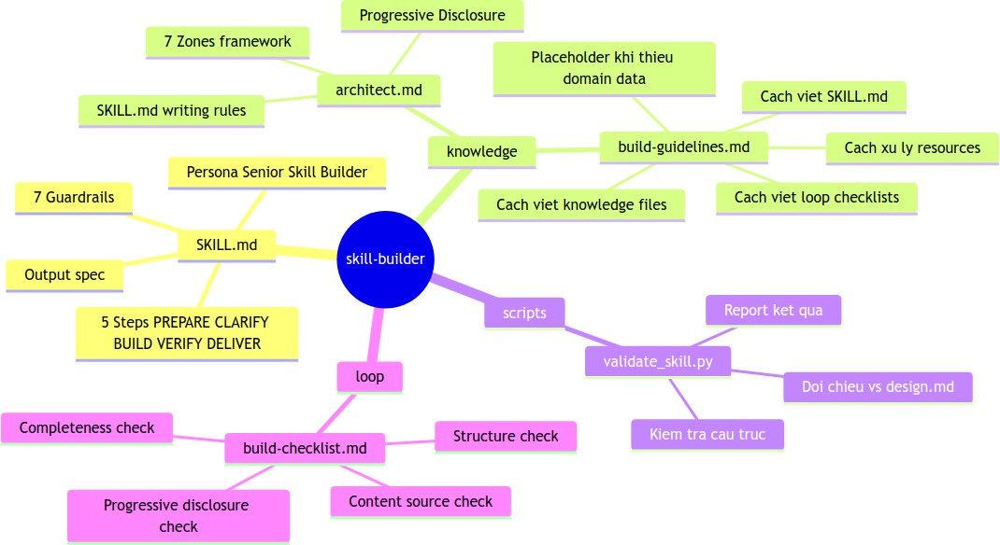 Progressive Disclosure
7 Zones framework
architect.md
SKILL.md writing rules
Placeholder khi thieu
domain data
Cach viet SKILL.md
build-guidelines.md
Cach xu ly resources
Cach viet knowledge files
Cach viet loop checklists
knowledge
Persona Senior Skill Builder
7 Guardrails
SKILL.md
Output spec
5 Steps PREPARE CLARIFY
BUILD VERIFY DELIVER
skill-builder
scripts
Report ket qua
validate_skill.py
Doi chieu vs design.md
Kiem tra cau truc
loop
Completeness check
build-checklist.md
Structure check
Progressive disclosure
check
Content source check